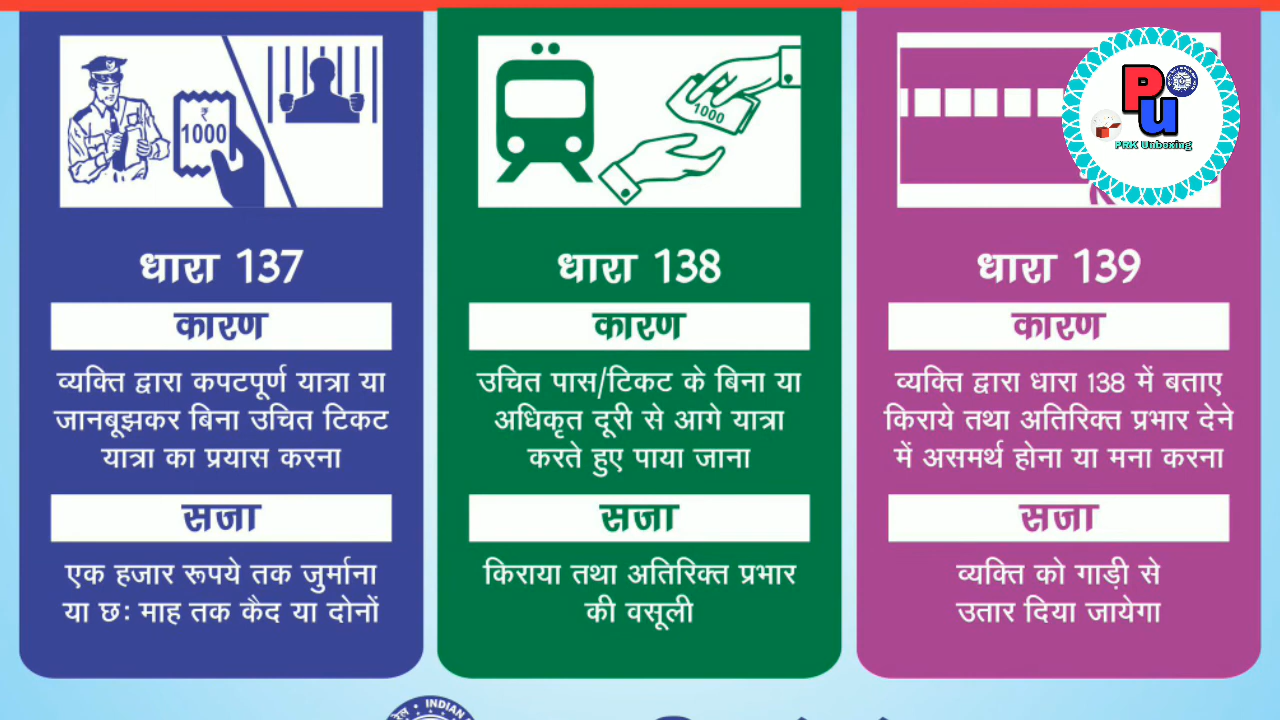 ₹
1000
1000
P
U
PRK Unboxing
धारा 137
कारण
व्यक्ति द्वारा कपटपूर्ण यात्रा या
जानबूझकर बिना उचित टिकट
यात्रा का प्रयास करना
सजा
एक हजार रूपये तक जुर्माना
या छः माह तक कैद या दोनों
धारा 138
कारण
उचित पास/टिकट के बिना या
अधिकृत दूरी से आगे यात्रा
करते हुए पाया जाना
सजा
किराया तथा अतिरिक्त प्रभार
की वसूली
धारा 139
कारण
व्यक्ति द्वारा धारा 138 में बताए
किराये तथा अतिरिक्त प्रभार देने
में असमर्थ होना या मना करना
सजा
व्यक्ति को गाड़ी से
उतार दिया जायेगा
रेल • INDIAN